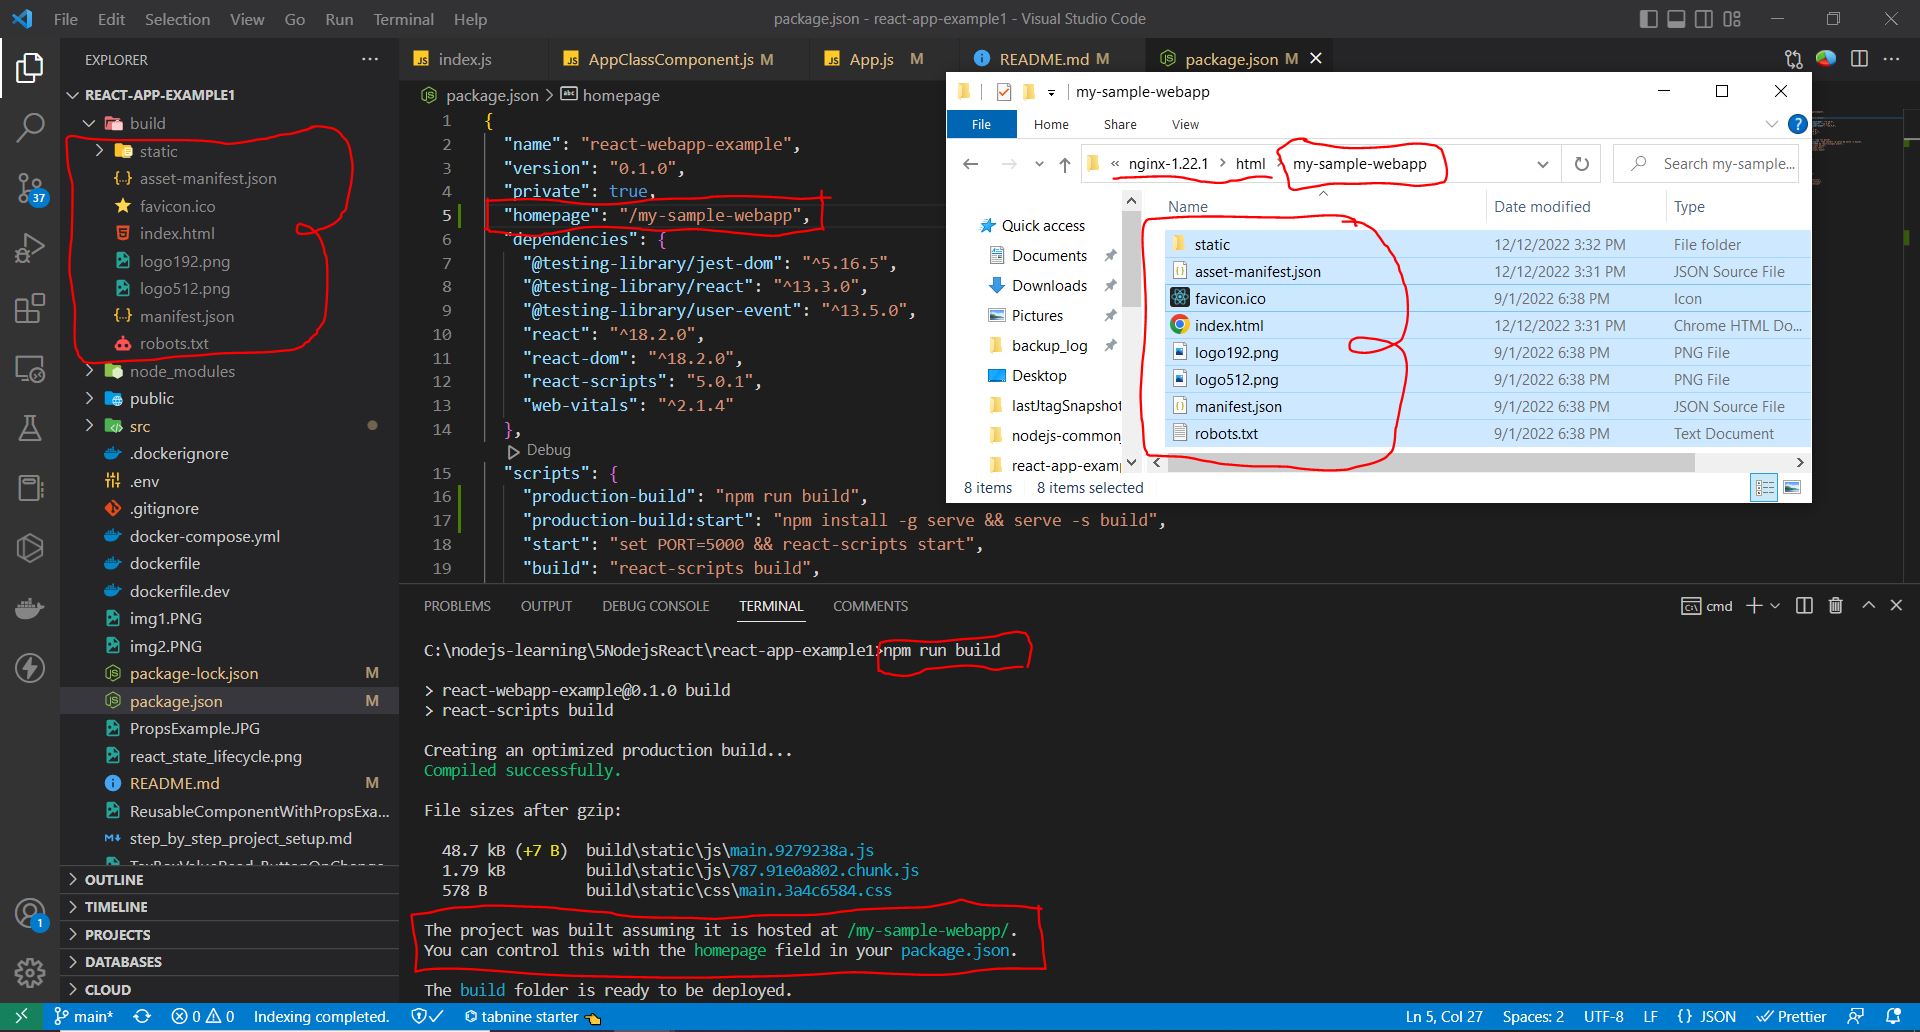 File Edit Selection View Go Run Terminal Help
package.json - react-app-example1 - Visual Studio Code
EXPLORER
REACT-APP-EXAMPLE1
build
static
asset-manifest.json
favicon.ico
index.html
logo192.png
logo512.png
manifest.json
robots.txt
node_modules
public
src
.dockerignore
.env
.gitignore
docker-compose.yml
dockerfile
dockerfile.dev
img1.PNG
img2.PNG
package-lock.json M
package.json M
PropsExample.JPG
react_state_lifecycle.png
README.md M
ReusableComponentWithPropsExa...
step_by_step_project_setup.md
OUTLINE
TIMELINE
PROJECTS
DATABASES
CLOUD
37
1
index.js
AppClassComponent.js M
App.js M
README.md M
package.json M
package.json > homepage
1 {
2 "name": "react-webapp-example",
3 "version": "0.1.0",
4 "private": true,
5 "homepage": "/my-sample-webapp",
6 "dependencies": {
7 "@testing-library/jest-dom": "^5.16.5",
8 "@testing-library/react": "^13.3.0",
9 "@testing-library/user-event": "^13.5.0",
10 "react": "^18.2.0",
11 "react-dom": "^18.2.0",
12 "react-scripts": "5.0.1",
13 "web-vitals": "^2.1.4"
14 },
Debug
15 "scripts": {
16 "production-build": "npm run build",
17 "production-build:start": "npm install -g serve && serve -s build",
18 "start": "set PORT=5000 && react-scripts start",
19 "build": "react-scripts build",
my-sample-webapp
File Home Share View
« nginx-1.22.1 > html > my-sample-webapp
Search my-sample...
Quick access
Documents
Downloads
Pictures
backup_log
Desktop
lastJtagSnapshot
nodejs-common
react-app-exam
Name Date modified Type
static 12/12/2022 3:32 PM File folder
asset-manifest.json 12/12/2022 3:31 PM JSON Source File
favicon.ico 9/1/2022 6:38 PM Icon
index.html 12/12/2022 3:31 PM Chrome HTML Do...
logo192.png 9/1/2022 6:38 PM PNG File
logo512.png 9/1/2022 6:38 PM PNG File
manifest.json 9/1/2022 6:38 PM JSON Source File
robots.txt 9/1/2022 6:38 PM Text Document
8 items 8 items selected
PROBLEMS OUTPUT DEBUG CONSOLE TERMINAL COMMENTS
cmd
C:\nodejs-learning\5NodejsReact\react-app-example1>npm run build
> react-webapp-example@0.1.0 build
> react-scripts build
Creating an optimized production build...
Compiled successfully.
File sizes after gzip:
48.7 kB (+7 B) build\static\js\main.9279238a.js
1.79 kB build\static\js\787.91e0a802.chunk.js
578 B build\static\css\main.3a4c6584.css
The project was built assuming it is hosted at /my-sample-webapp/.
You can control this with the homepage field in your package.json.
The build folder is ready to be deployed.
main* 0 0 Indexing completed. tabnine starter
Ln 5, Col 27 Spaces: 2 UTF-8 LF {} JSON Prettier